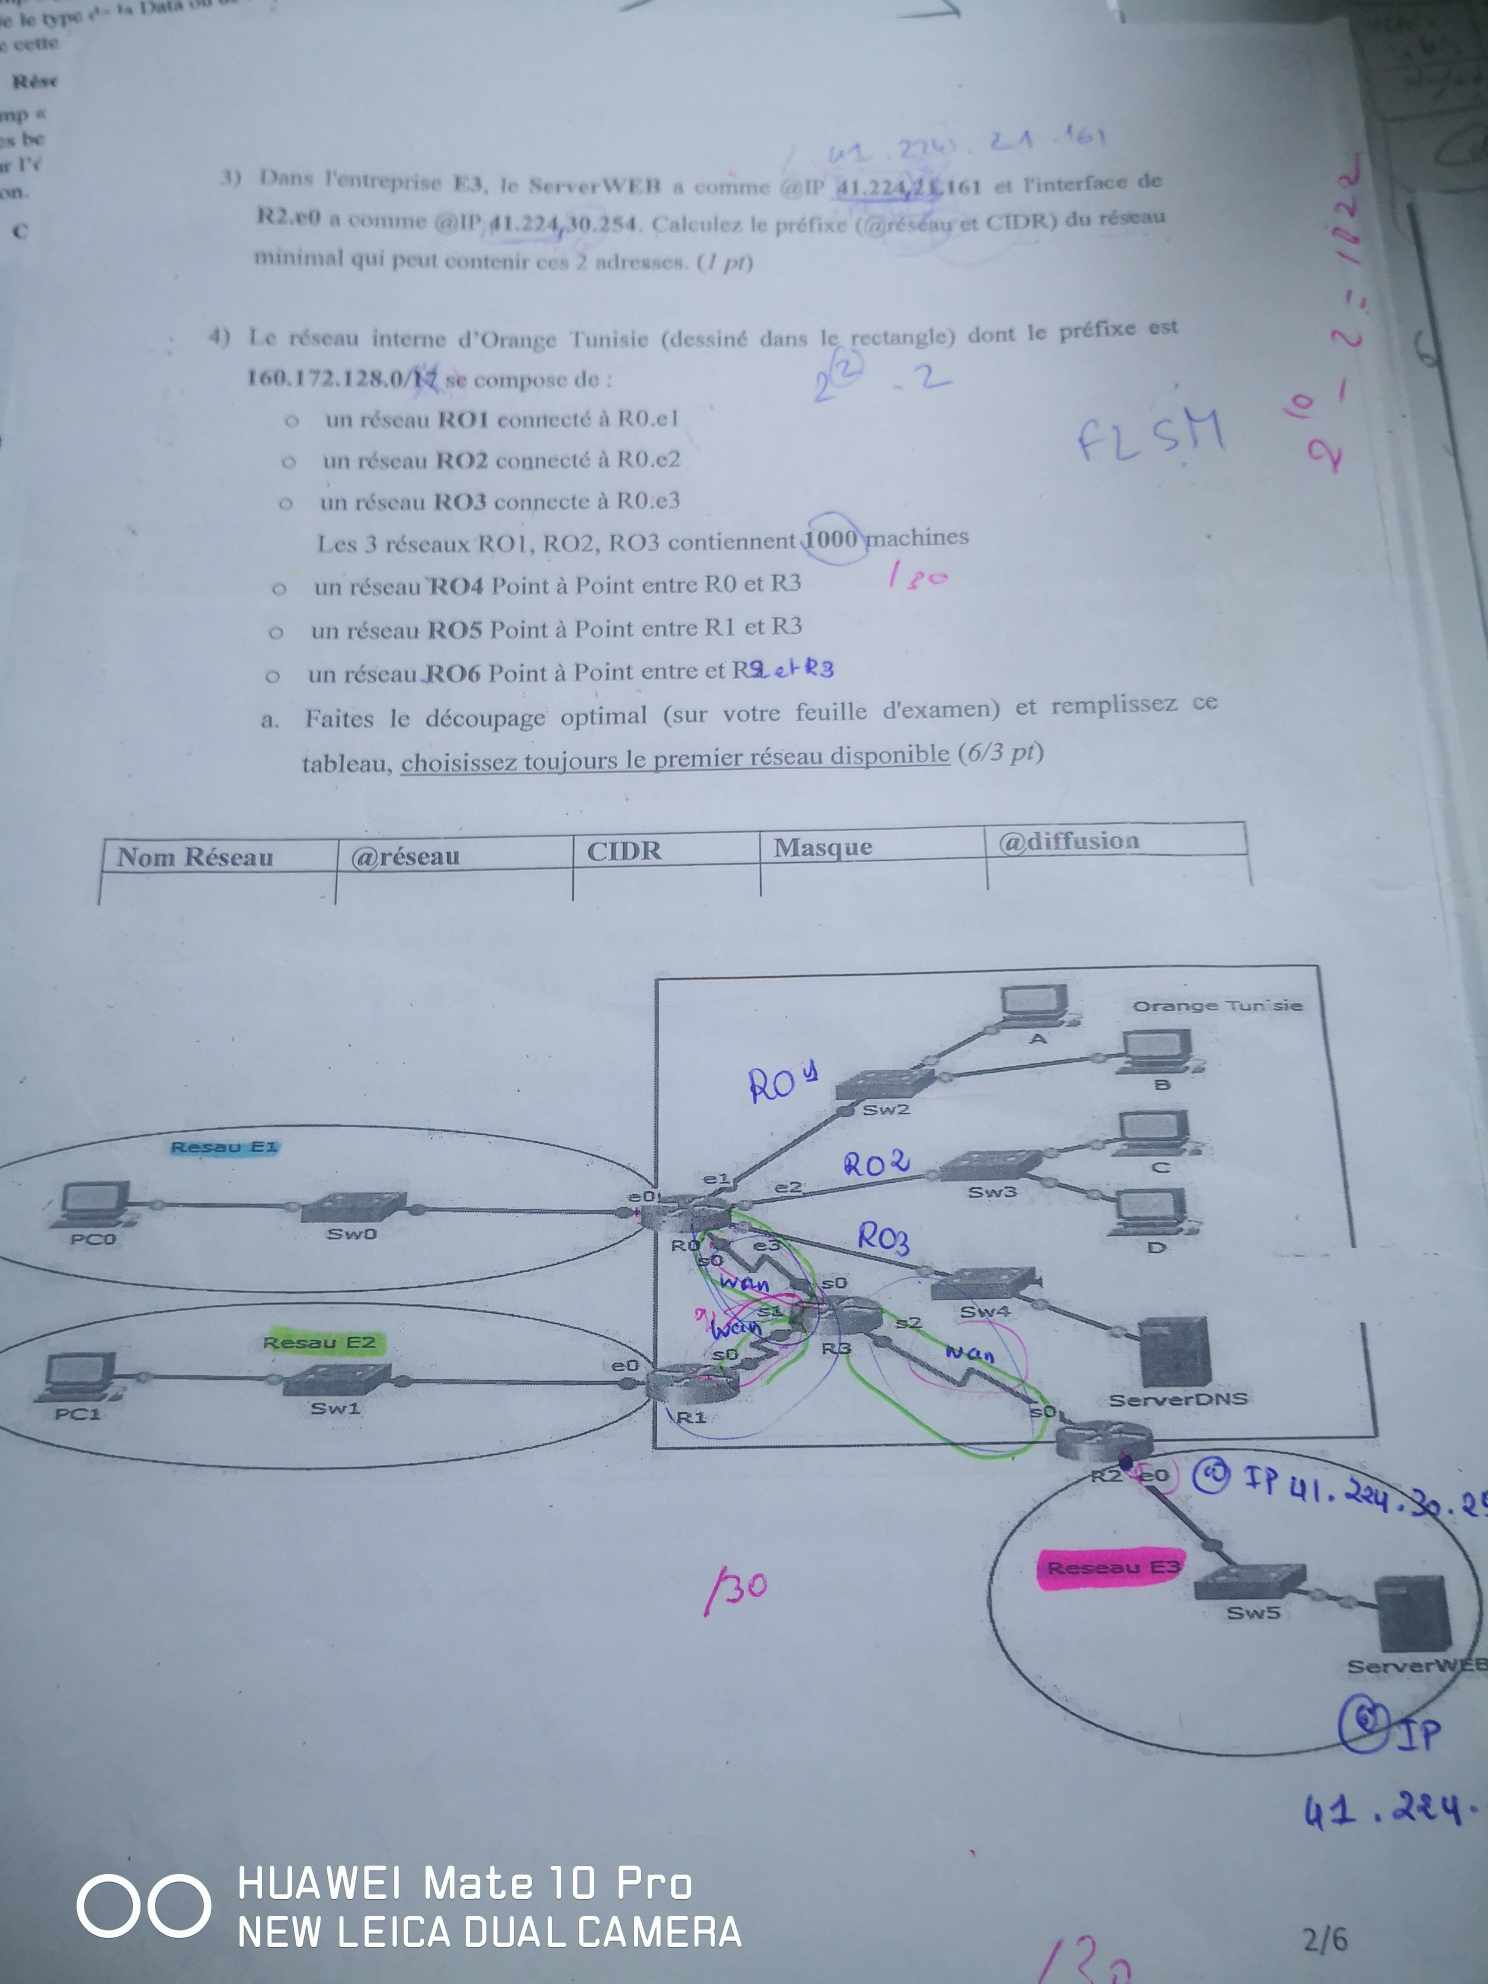 le type de la Data ou
cette
Rése
C
41.224.21.161
3) Dans l'entreprise E3, le ServerWEB a comme @IP 41.224.21.161 et l'interface de
R2.e0 a comme @IP 41.224.30.254. Calculez le préfixe (@réseau et CIDR) du réseau
minimal qui peut contenir ces 2 adresses. (1 pt)
4) Le réseau interne d'Orange Tunisie (dessiné dans le rectangle) dont le préfixe est
160.172.128.0/17 se compose de :
2² - 2
FLSM
2¹⁰ - 2 = 1022
6
o un réseau RO1 connecté à R0.e1
o un réseau RO2 connecté à R0.e2
o un réseau RO3 connecte à R0.e3
Les 3 réseaux RO1, RO2, RO3 contiennent 1000 machines
o un réseau RO4 Point à Point entre R0 et R3
/30
o un réseau RO5 Point à Point entre R1 et R3
o un réseau RO6 Point à Point entre et R2 et R3
a. Faites le découpage optimal (sur votre feuille d'examen) et remplissez ce
tableau, choisissez toujours le premier réseau disponible (6/3 pt)
Nom Réseau @réseau CIDR Masque @diffusion
Orange Tunisie
A
B
RO1
Sw2
Resau E1
C
RO2
e1
e2
Sw3
e0
PC0
Sw0
D
RO3
R0
e3
s0
wan
s0
Sw4
s1
Resau E2
wan
s2
R3
wan
e0
s0
PC1
Sw1
R1
ServerDNS
s0
R2 e0
@ IP 41.224.30.25
Reseau E3
/30
Sw5
ServerWEB
@ IP
41.224.
HUAWEI Mate 10 Pro
NEW LEICA DUAL CAMERA
2/6
/30